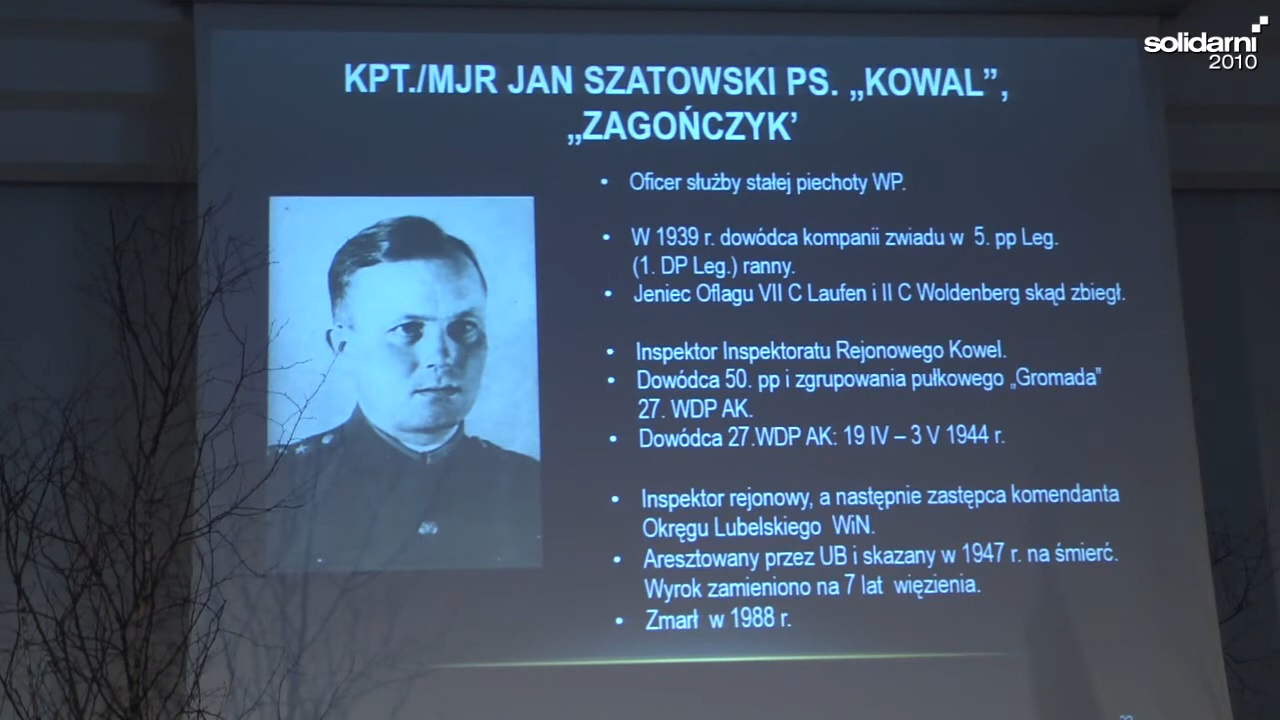 solidarni
2010
KPT./MJR JAN SZATOWSKI PS. „KOWAL”,
„ZAGOŃCZYK’
• Oficer służby stałej piechoty WP.
• W 1939 r. dowódca kompanii zwiadu w 5. pp Leg.
(1. DP Leg.) ranny.
• Jeniec Oflagu VII C Laufen i II C Woldenberg skąd zbiegł.
• Inspektor Inspektoratu Rejonowego Kowel.
• Dowódca 50. pp i zgrupowania pułkowego „Gromada”
27. WDP AK.
• Dowódca 27.WDP AK: 19 IV – 3 V 1944 r.
• Inspektor rejonowy, a następnie zastępca komendanta
Okręgu Lubelskiego WiN.
• Aresztowany przez UB i skazany w 1947 r. na śmierć.
Wyrok zamieniono na 7 lat więzienia.
• Zmarł w 1988 r.